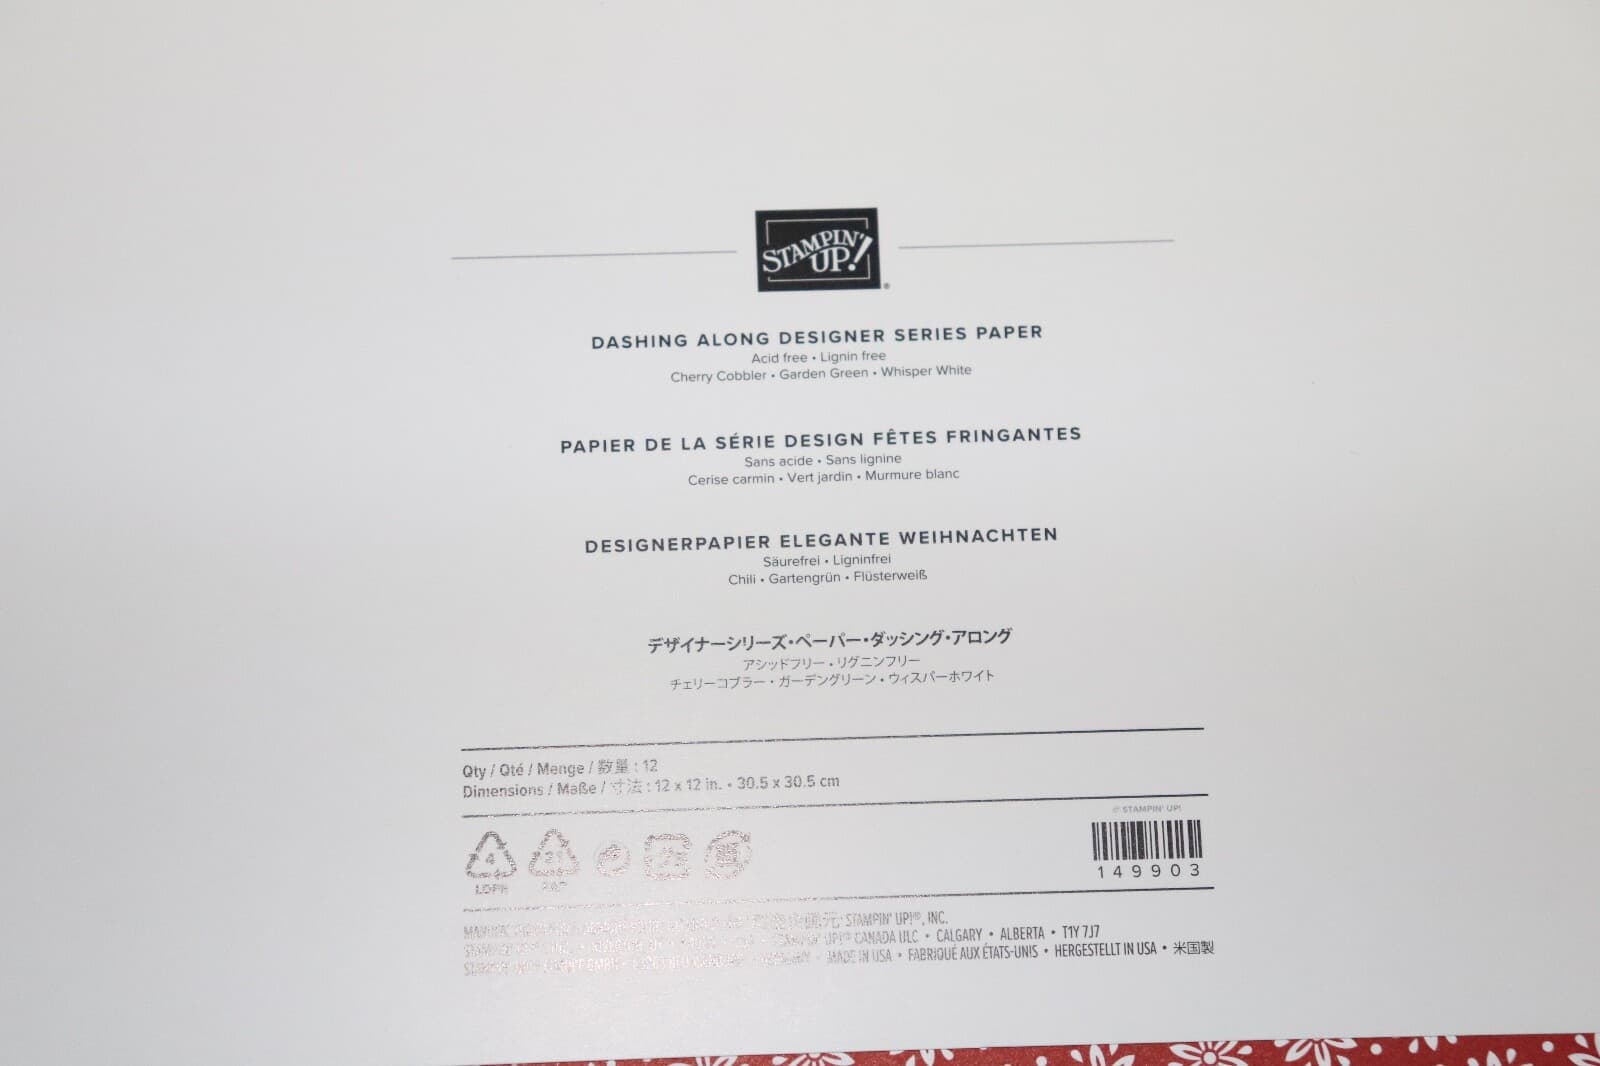 STAMPIN' UP!®
DASHING ALONG DESIGNER SERIES PAPER
Acid free • Lignin free
Cherry Cobbler • Garden Green • Whisper White
PAPIER DE LA SÉRIE DESIGN FÊTES FRINGANTES
Sans acide • Sans lignine
Cerise carmin • Vert jardin • Murmure blanc
DESIGNERPAPIER ELEGANTE WEIHNACHTEN
Säurefrei • Ligninfrei
Chili • Gartengrün • Flüsterweiß
デザイナーシリーズ・ペーパー・ダッシング・アロング
アシッドフリー・リグニンフリー
チェリーコブラー・ガーデングリーン・ウィスパーホワイト
Qty / Qté / Menge / 数量 : 12
Dimensions / Maße / 寸法 : 12 x 12 in. • 30.5 x 30.5 cm
© STAMPIN' UP!
4
LDPE
21
PAP
149903
STAMPIN' UP!®, INC.
STAMPIN' UP!® CANADA ULC • CALGARY • ALBERTA • T1Y 7J7
MADE IN USA • FABRIQUÉ AUX ÉTATS-UNIS • HERGESTELLT IN USA • 米国製